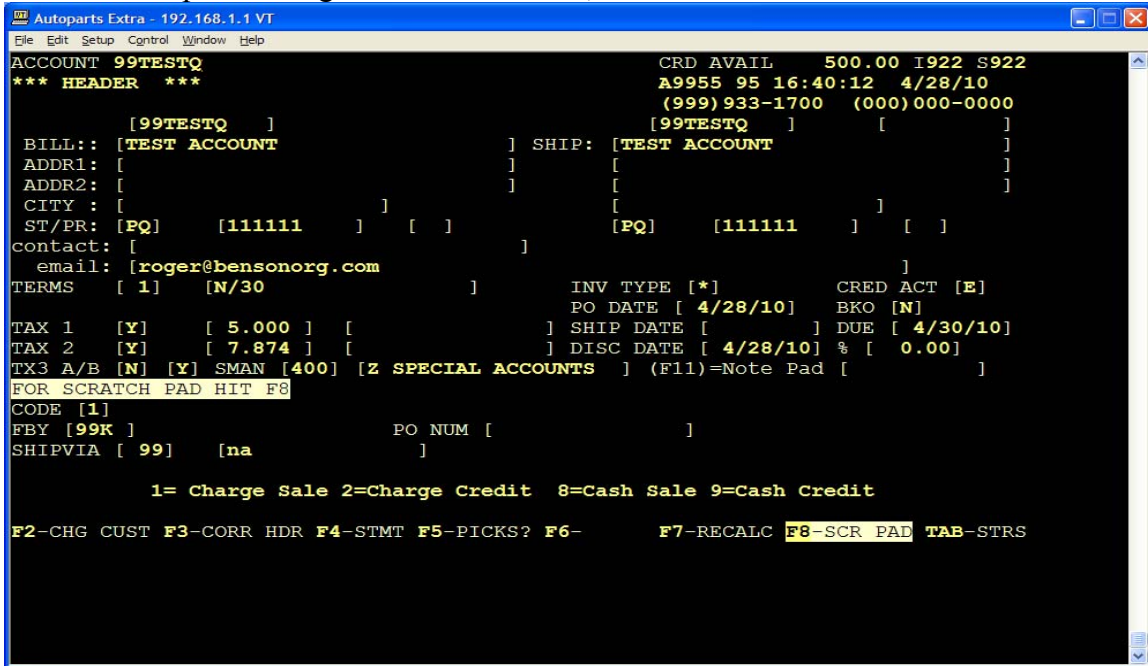 Autoparts Extra - 192.168.1.1 VT
File Edit Setup Control Window Help
ACCOUNT 99TESTQ CRD AVAIL 500.00 I922 S922
*** HEADER *** A9955 95 16:40:12 4/28/10
(999)933-1700 (000)000-0000
[99TESTQ ] [99TESTQ ] [ ]
BILL:: [TEST ACCOUNT ] SHIP: [TEST ACCOUNT ]
ADDR1: [ ] [ ]
ADDR2: [ ] [ ]
CITY : [ ] [ ]
ST/PR: [PQ] [111111 ] [ ] [PQ] [111111 ] [ ]
contact: [ ]
email: [roger@bensonorg.com ]
TERMS [ 1] [N/30 ] INV TYPE [*] CRED ACT [E]
PO DATE [ 4/28/10] BKO [N]
TAX 1 [Y] [ 5.000 ] [ ] SHIP DATE [ ] DUE [ 4/30/10]
TAX 2 [Y] [ 7.874 ] [ ] DISC DATE [ 4/28/10] % [ 0.00]
TX3 A/B [N] [Y] SMAN [400] [Z SPECIAL ACCOUNTS ] (F11)=Note Pad [ ]
FOR SCRATCH PAD HIT F8
CODE [1]
FBY [99K ] PO NUM [ ]
SHIPVIA [ 99] [na ]
1= Charge Sale 2=Charge Credit 8=Cash Sale 9=Cash Credit
F2-CHG CUST F3-CORR HDR F4-STMT F5-PICKS? F6- F7-RECALC F8-SCR PAD TAB-STRS